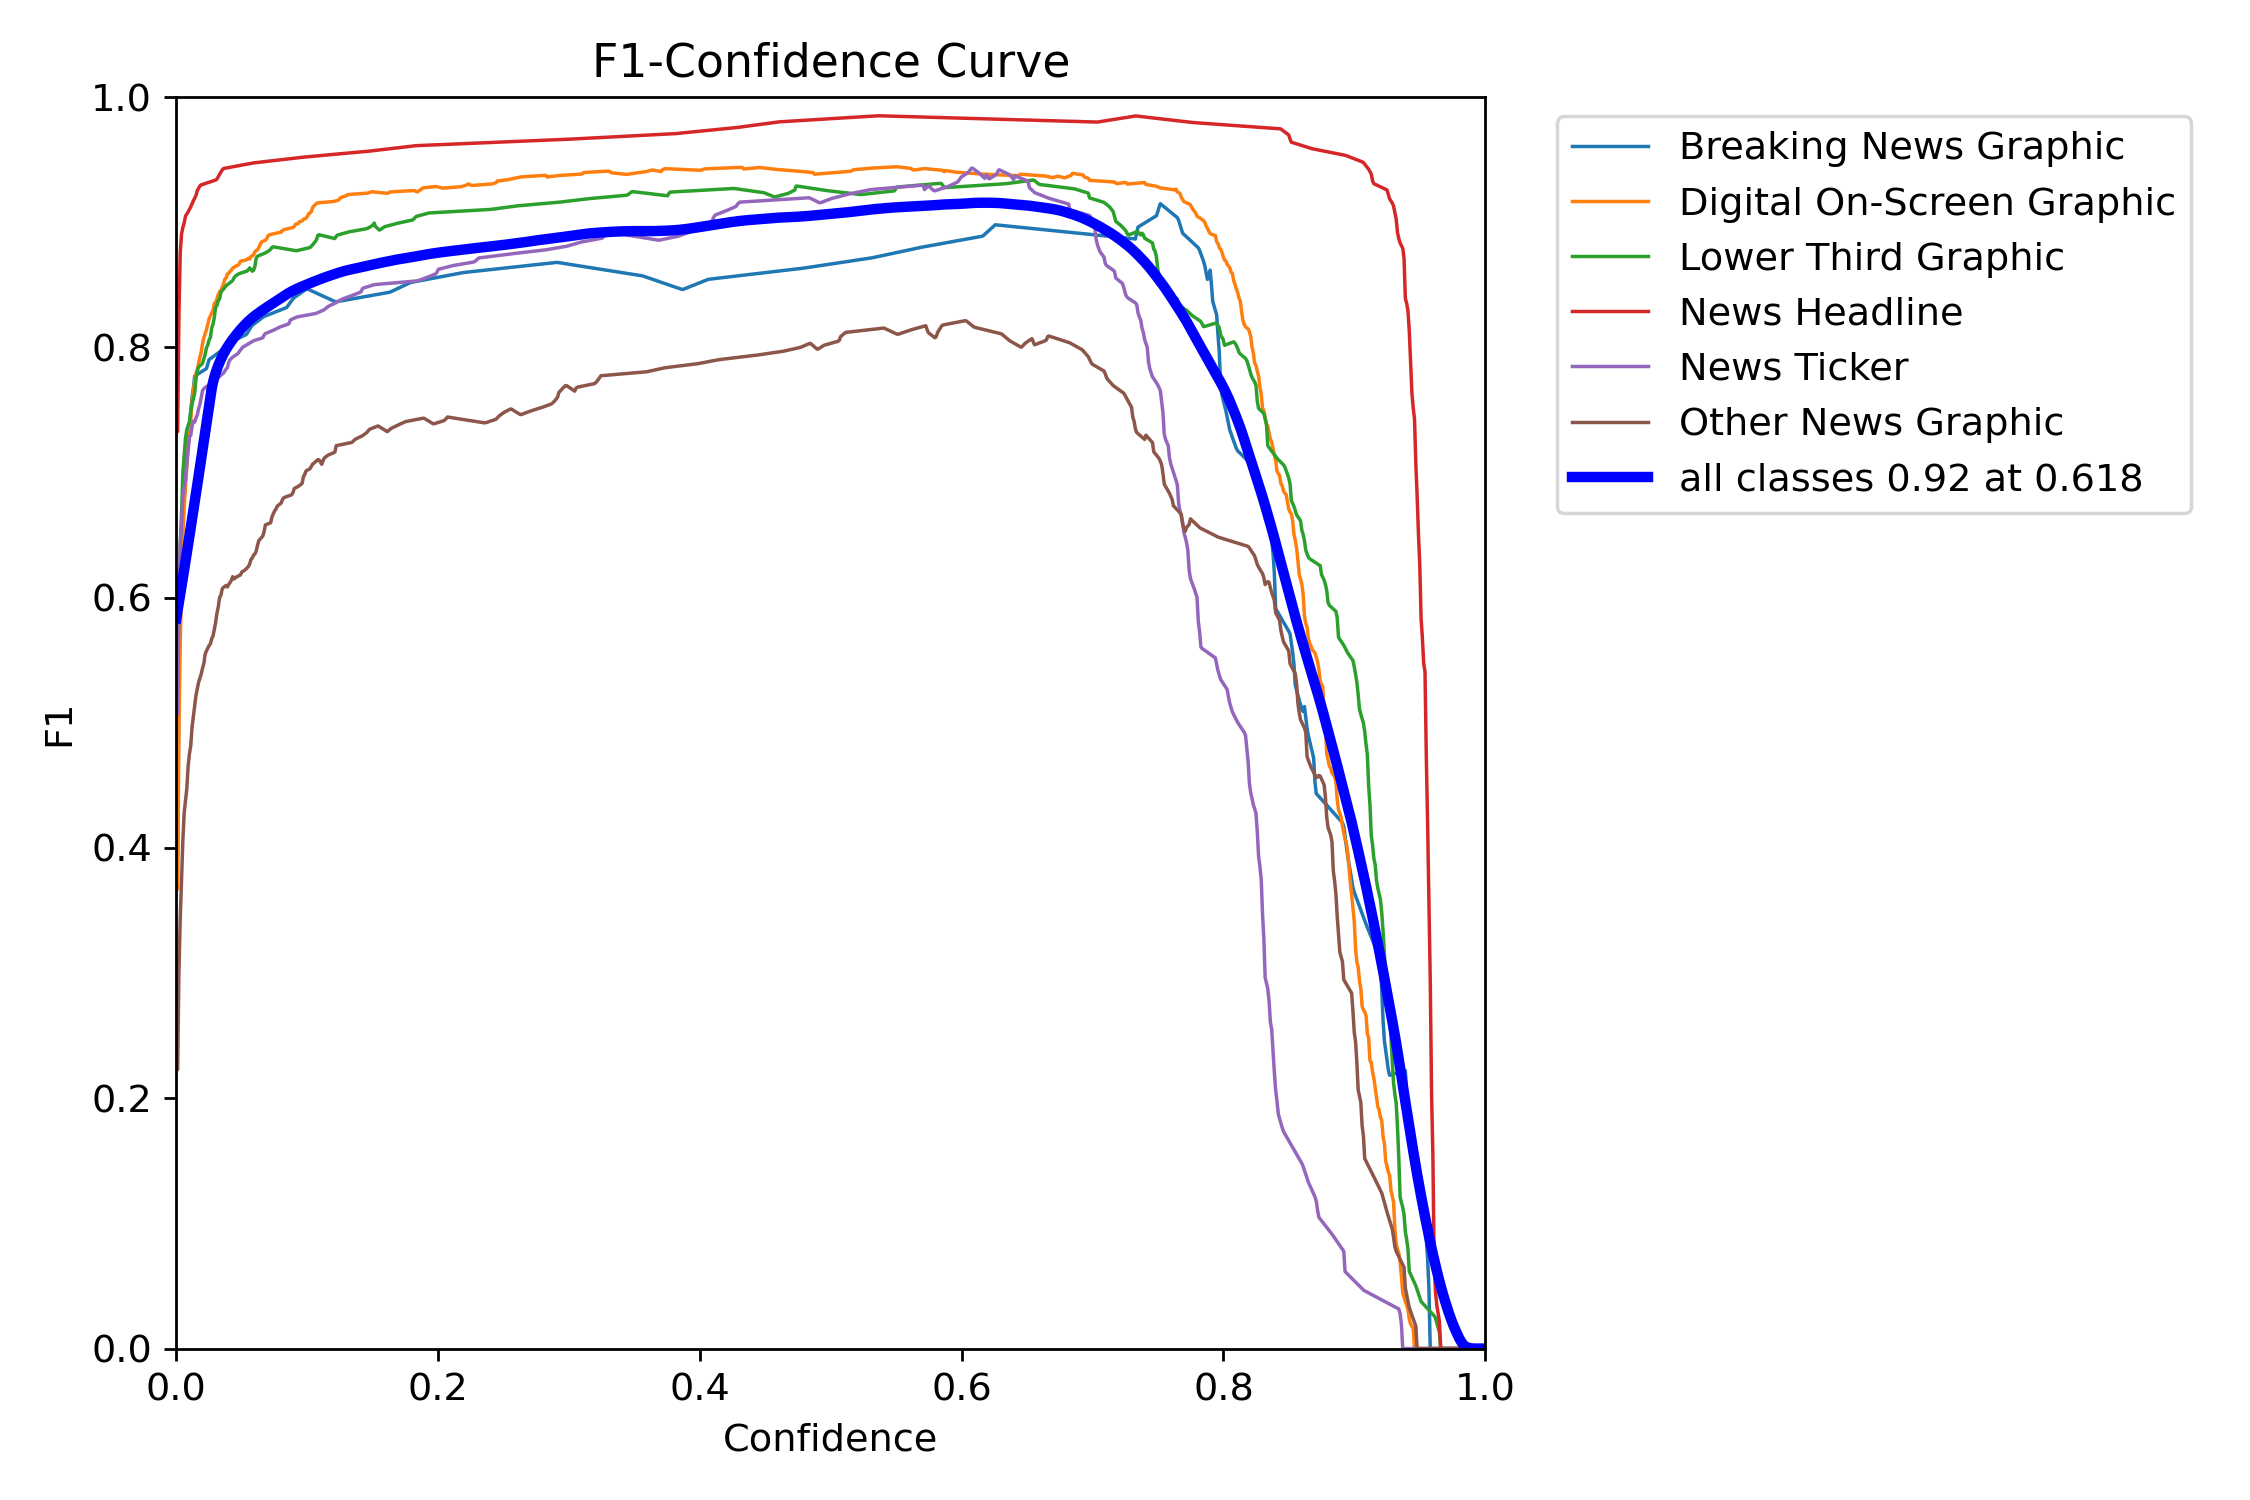 F1-Confidence Curve
1.0
0.8
0.6
0.4
0.2
0.0
F1
0.0 0.2 0.4 0.6 0.8 1.0
Confidence
Breaking News Graphic
Digital On-Screen Graphic
Lower Third Graphic
News Headline
News Ticker
Other News Graphic
all classes 0.92 at 0.618